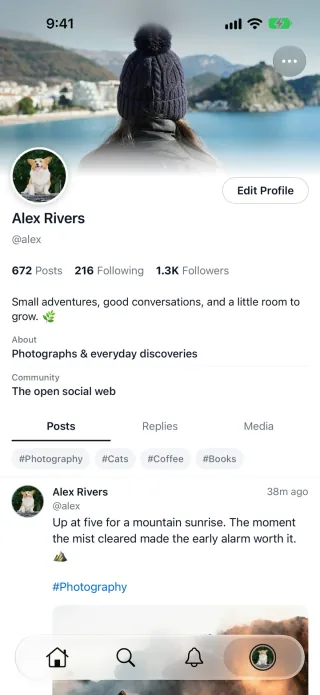 9:41
Edit Profile
Alex Rivers
@alex
672 Posts 216 Following 1.3K Followers
Small adventures, good conversations, and a little room to
grow. 🌿
About
Photographs & everyday discoveries
Community
The open social web
Posts Replies Media
#Photography #Cats #Coffee #Books
Alex Rivers 38m ago
@alex
Up at five for a mountain sunrise. The moment
the mist cleared made the early alarm worth it.
⛰️
#Photography